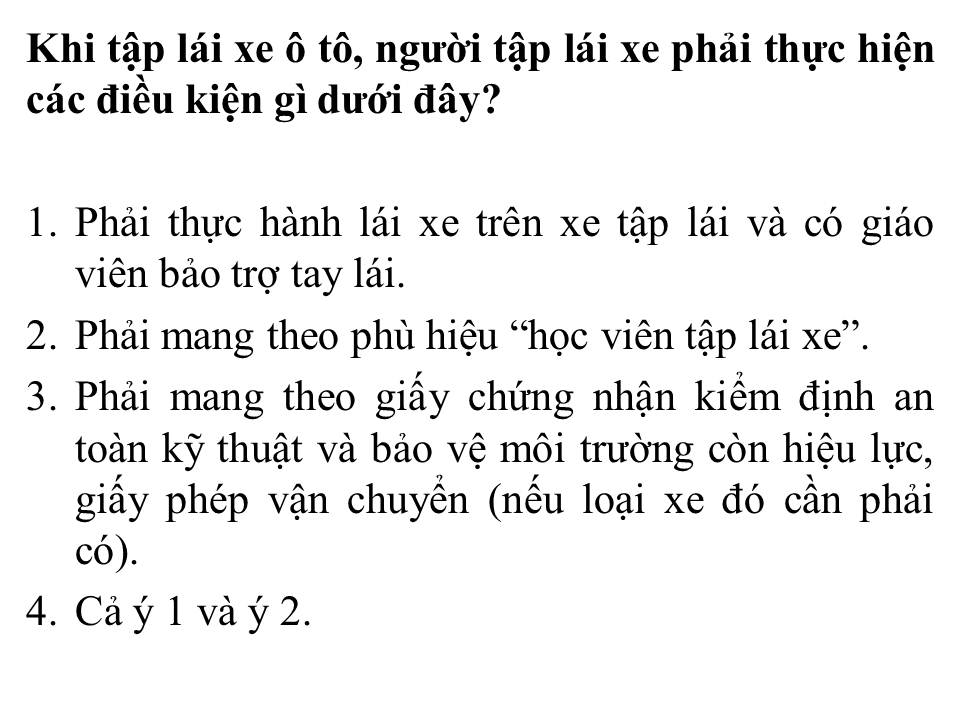 Khi tập lái xe ô tô, người tập lái xe phải thực hiện
các điều kiện gì dưới đây?
1. Phải thực hành lái xe trên xe tập lái và có giáo
viên bảo trợ tay lái.
2. Phải mang theo phù hiệu “học viên tập lái xe”.
3. Phải mang theo giấy chứng nhận kiểm định an
toàn kỹ thuật và bảo vệ môi trường còn hiệu lực,
giấy phép vận chuyển (nếu loại xe đó cần phải
có).
4. Cả ý 1 và ý 2.